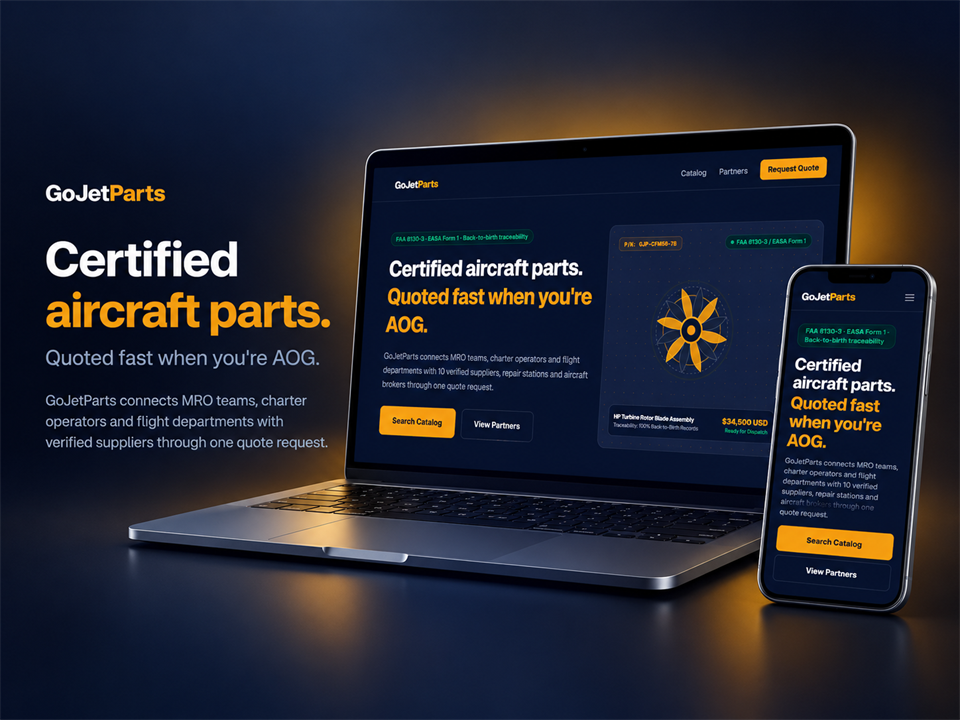 GoJetParts
Certified
aircraft parts.
Quoted fast when you're AOG.
GoJetParts connects MRO teams, charter
operators and flight departments with
verified suppliers through one quote request.
GoJetParts
Catalog
Partners
Request Quote
FAA 8130-3 · EASA Form 1 · Back-to-birth traceability
Certified aircraft parts.
Quoted fast when you're
AOG.
GoJetParts connects MRO teams, charter operators and flight
departments with 10 verified suppliers, repair stations and aircraft
brokers through one quote request.
Search Catalog
View Partners
P/N: GJP-CFM56-7B
FAA 8130-3 / EASA Form 1
HP Turbine Rotor Blade Assembly
Traceability: 100% Back-to-Birth Records
$34,500 USD
Ready for Dispatch
GoJetParts
FAA 8130-3 · EASA Form 1 ·
Back-to-birth traceability
Certified
aircraft parts.
Quoted fast
when you're
AOG.
GoJetParts connects MRO teams,
charter operators and flight
departments with 10 verified
suppliers, repair stations and
aircraft brokers through one
quote request.
Search Catalog
View Partners